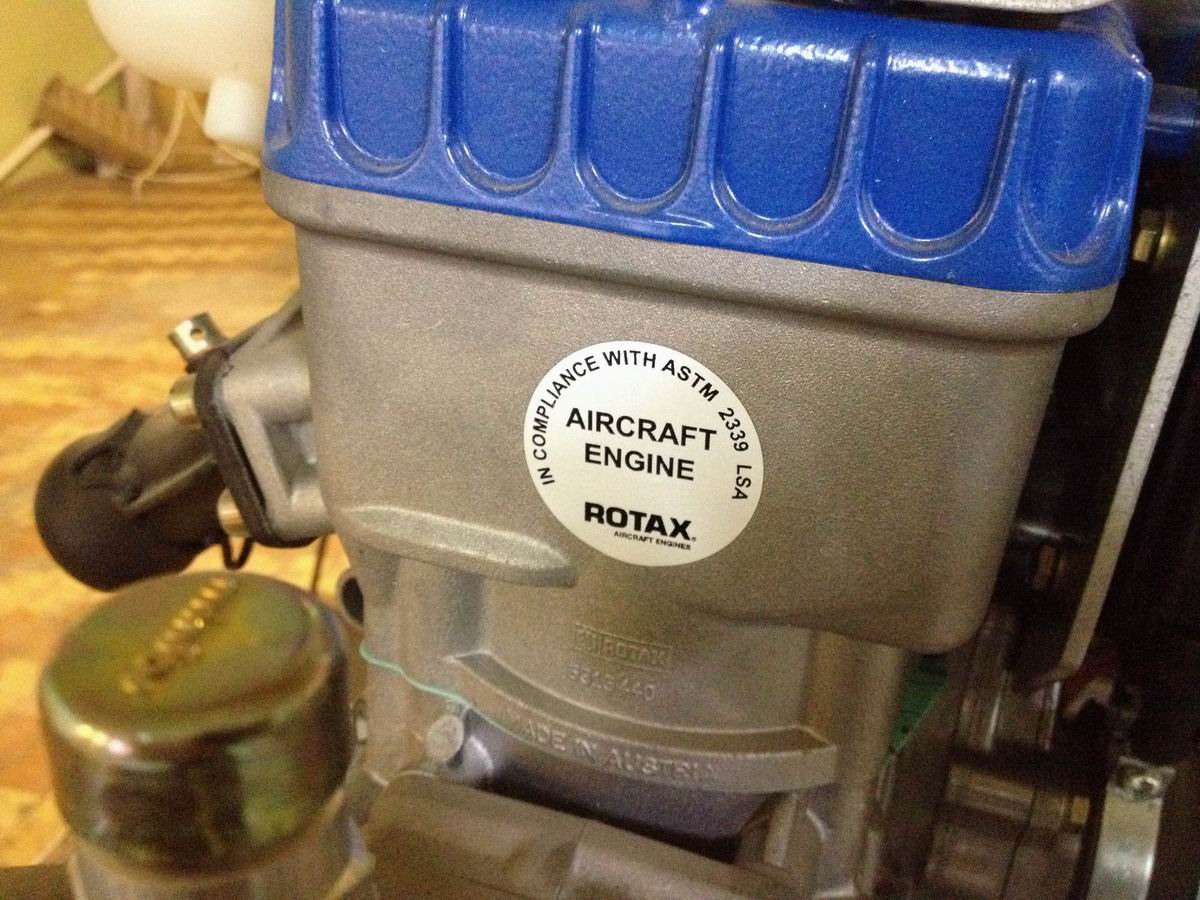 IN COMPLIANCE WITH ASTM 2339 LSA
AIRCRAFT
ENGINE
ROTAX
AIRCRAFT ENGINES
ROTAX
MADE IN AUSTRIA